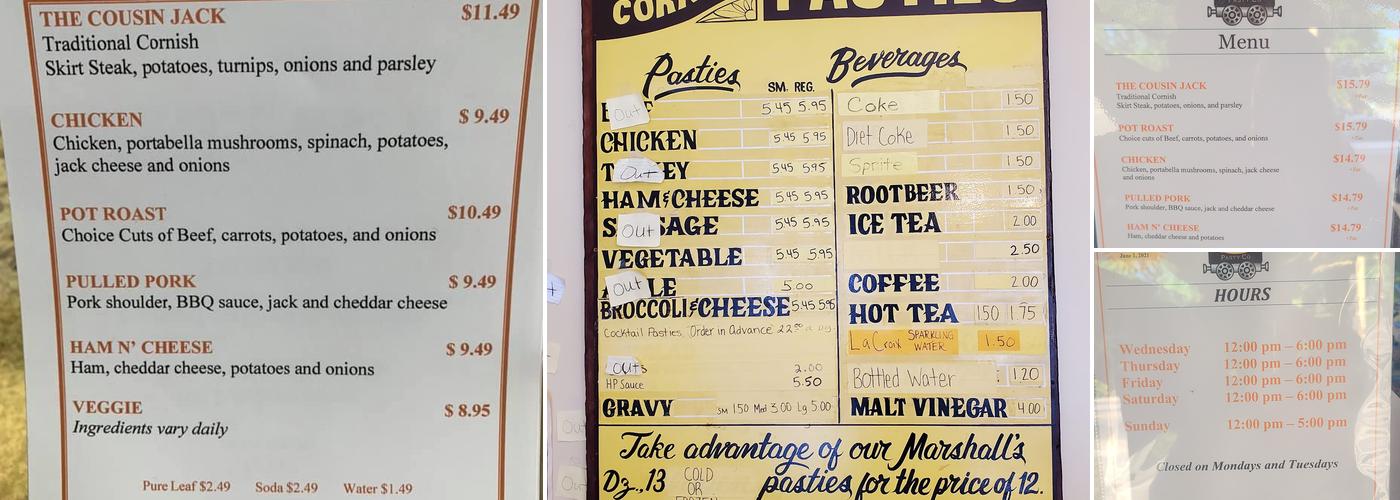 THE COUSIN JACK $11.49
Traditional Cornish
Skirt Steak, potatoes, turnips, onions and parsley
CHICKEN $ 9.49
Chicken, portabella mushrooms, spinach, potatoes,
jack cheese and onions
POT ROAST $10.49
Choice Cuts of Beef, carrots, potatoes, and onions
PULLED PORK $ 9.49
Pork shoulder, BBQ sauce, jack and cheddar cheese
HAM N' CHEESE $ 9.49
Ham, cheddar cheese, potatoes and onions
VEGGIE $ 8.95
Ingredients vary daily
Pure Leaf $2.49 Soda $2.49 Water $1.49
Pasties
SM. REG.
Out 5.45 5.95
CHICKEN 5.45 5.95
Out 5.45 5.95
HAM & CHEESE 5.45 5.95
Out 5.45 5.95
VEGETABLE 5.45 5.95
Out 5.00
BROCCOLI & CHEESE 5.45
Cocktail Pasties "Order in Advance"
Out 2.00
HP Sauce 5.50
GRAVY SM 1.50 Med 3.00 Lg 5.00
Beverages
Coke 1.50
Diet Coke 1.50
Sprite 1.50
ROOTBEER 1.50
ICE TEA 2.00
2.50
COFFEE 2.00
HOT TEA 1.50 1.75
LaCroix SPARKLING WATER 1.50
Bottled Water 1.20
MALT VINEGAR 4.00
Take advantage of our Marshall's
Dz., 13 COLD OR FROZEN pasties for the price of 12.
Menu
THE COUSIN JACK $15.79
Traditional Cornish
Skirt Steak, potatoes, onions, and parsley
POT ROAST $15.79
Choice cuts of Beef, carrots, potatoes, and onions
CHICKEN $14.79
Chicken, portabella mushrooms, spinach, jack cheese
and onions
PULLED PORK $14.79
Pork shoulder, BBQ sauce, jack and cheddar cheese
HAM N' CHEESE $14.79
Ham, cheddar cheese and potatoes
June 1, 2021
PASTY CO
HOURS
Wednesday 12:00 pm – 6:00 pm
Thursday 12:00 pm – 6:00 pm
Friday 12:00 pm – 6:00 pm
Saturday 12:00 pm – 6:00 pm
Sunday 12:00 pm – 5:00 pm
Closed on Mondays and Tuesdays